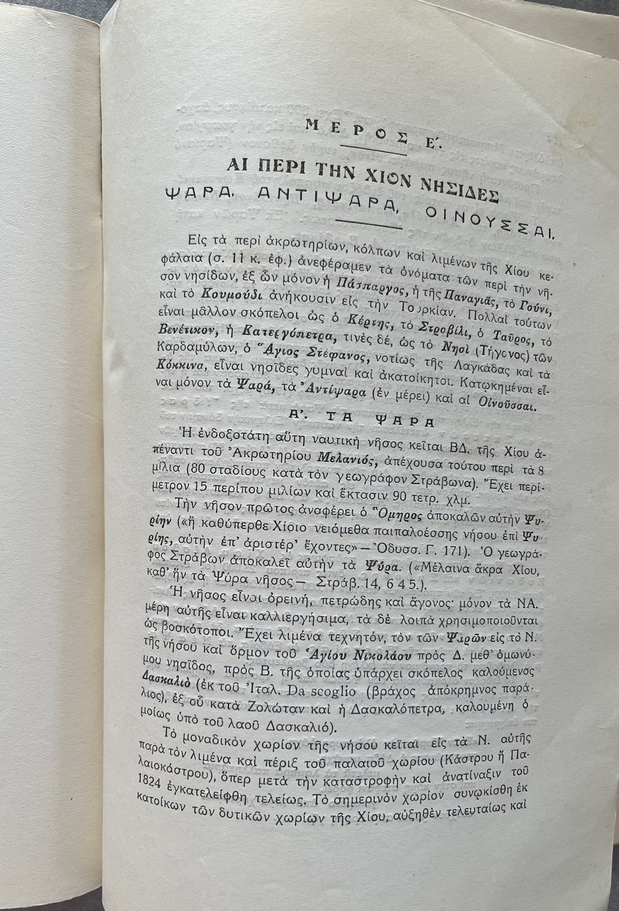 ΜΕΡΟΣ Ε΄.
ΑΙ ΠΕΡΙ ΤΗΝ ΧΙΟΝ ΝΗΣΙΔΕΣ
ΨΑΡΑ, ΑΝΤΙΨΑΡΑ, ΟΙΝΟΥΣΣΑΙ.
Εἰς τὰ περὶ ἀκρωτηρίων, κόλπων καὶ λιμένων τῆς Χίου κε-
φάλαια (σ. 11 κ. ἑφ.) ἀνεφέραμεν τὰ ὀνόματα τῶν περὶ τὴν νῆ-
σον νησίδων, ἐξ ὧν μόνον ἡ Πάσπαργος, ἡ τῆς Παναγιᾶς, τὸ Γούνι,
καὶ τὸ Κουμούδι ἀνήκουσιν εἰς τὴν Τουρκίαν. Πολλαὶ τούτων
εἶναι μᾶλλον σκόπελοι ὡς ὁ Κέρτης, τὸ Στροβίλι, ὁ Ταῦρος, τὸ
Βενέτικον, ἡ Κατεργόπετρα, τινὲς δέ, ὡς τὸ Νησὶ (Τήγανος) τῶν
Καρδαμύλων, ὁ Ἅγιος Στέφανος, νοτίως τῆς Λαγκάδας καὶ τὰ
Κόκκινα, εἶναι νησῖδες γυμναὶ καὶ ἀκατοίκητοι. Κατῳκημέναι εἶ-
ναι μόνον τὰ Ψαρά, τὰ Ἀντίψαρα (ἐν μέρει) καὶ αἱ Οἰνοῦσσαι.
Α΄. ΤΑ ΨΑΡΑ
Ἡ ἐνδοξοτάτη αὕτη ναυτικὴ νῆσος κεῖται ΒΔ. τῆς Χίου ἀ-
πέναντι τοῦ Ἀκρωτηρίου Μελανιός, ἀπέχουσα τούτου περὶ τὰ 8
μίλια (80 σταδίους κατὰ τὸν γεωγράφον Στράβωνα). Ἔχει περί-
μετρον 15 περίπου μιλίων καὶ ἔκτασιν 90 τετρ. χλμ.
Τὴν νῆσον πρῶτος ἀναφέρει ὁ Ὅμηρος ἀποκαλῶν αὐτὴν Ψυ-
ρίην («ἢ καθύπερθε Χίοιο νεοίμεθα παιπαλοέσσης νήσου ἐπὶ Ψυ-
ρίης, αὐτὴν ἐπ' ἀριστέρ' ἔχοντες» — Ὀδυσσ. Γ. 171). Ὁ γεωγρά-
φος Στράβων ἀποκαλεῖ αὐτὴν τὰ Ψύρα. («Μέλαινα ἄκρα Χίου,
καθ' ἣν τὰ Ψύρα νῆσος — Στράβ. 14, 645.).
Ἡ νῆσος εἶναι ὀρεινή, πετρώδης καὶ ἄγονος· μόνον τὰ ΝΑ.
μέρη αὐτῆς εἶναι καλλιεργήσιμα, τὰ δὲ λοιπὰ χρησιμοποιοῦνται
ὡς βοσκότοποι. Ἔχει λιμένα τεχνητόν, τὸν τῶν Ψαρῶν εἰς τὸ Ν.
τῆς νήσου καὶ ὅρμον τοῦ Ἁγίου Νικολάου πρὸς Δ. μεθ' ὁμωνύ-
μου νησῖδος, πρὸς Β. τῆς ὁποίας ὑπάρχει σκόπελος καλούμενος
Δασκαλιὸ (ἐκ τοῦ Ἰταλ. Da scoglio (βράχος ἀπόκρημνος παρά-
λιος), ἐξ οὗ κατὰ Ζολώταν καὶ ἡ Δασκαλόπετρα, καλουμένη ὁ-
μοίως ὑπὸ τοῦ λαοῦ Δασκαλιό).
Τὸ μοναδικὸν χωρίον τῆς νήσου κεῖται εἰς τὰ Ν. αὐτῆς
παρὰ τὸν λιμένα καὶ πέριξ τοῦ παλαιοῦ χωρίου (Κάστρου ἢ Πα-
λαιοκάστρου), ὅπερ μετὰ τὴν καταστροφὴν καὶ ἀνατίναξιν τοῦ
1824 ἐγκατελείφθη τελείως. Τὸ σημερινὸν χωρίον συνῳκίσθη ἐκ
κατοίκων τῶν δυτικῶν χωρίων τῆς Χίου, αὐξηθὲν τελευταίως καὶ